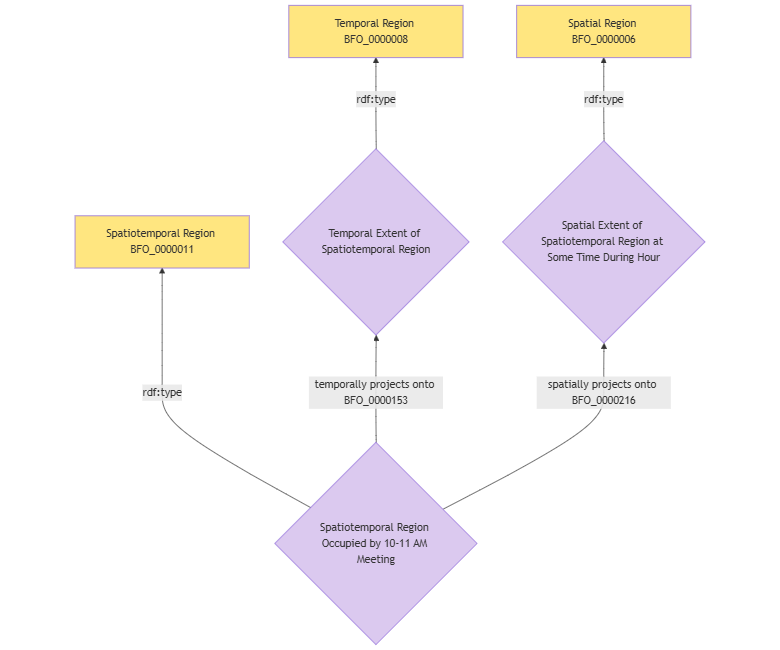 Temporal Region
BFO_0000008
Spatial Region
BFO_0000006
rdf:type
rdf:type
Spatiotemporal Region
BFO_0000011
Temporal Extent of
Spatiotemporal Region
Spatial Extent of
Spatiotemporal Region at
Some Time During Hour
rdf:type
temporally projects onto
BFO_0000153
spatially projects onto
BFO_0000216
Spatiotemporal Region
Occupied by 10-11 AM
Meeting